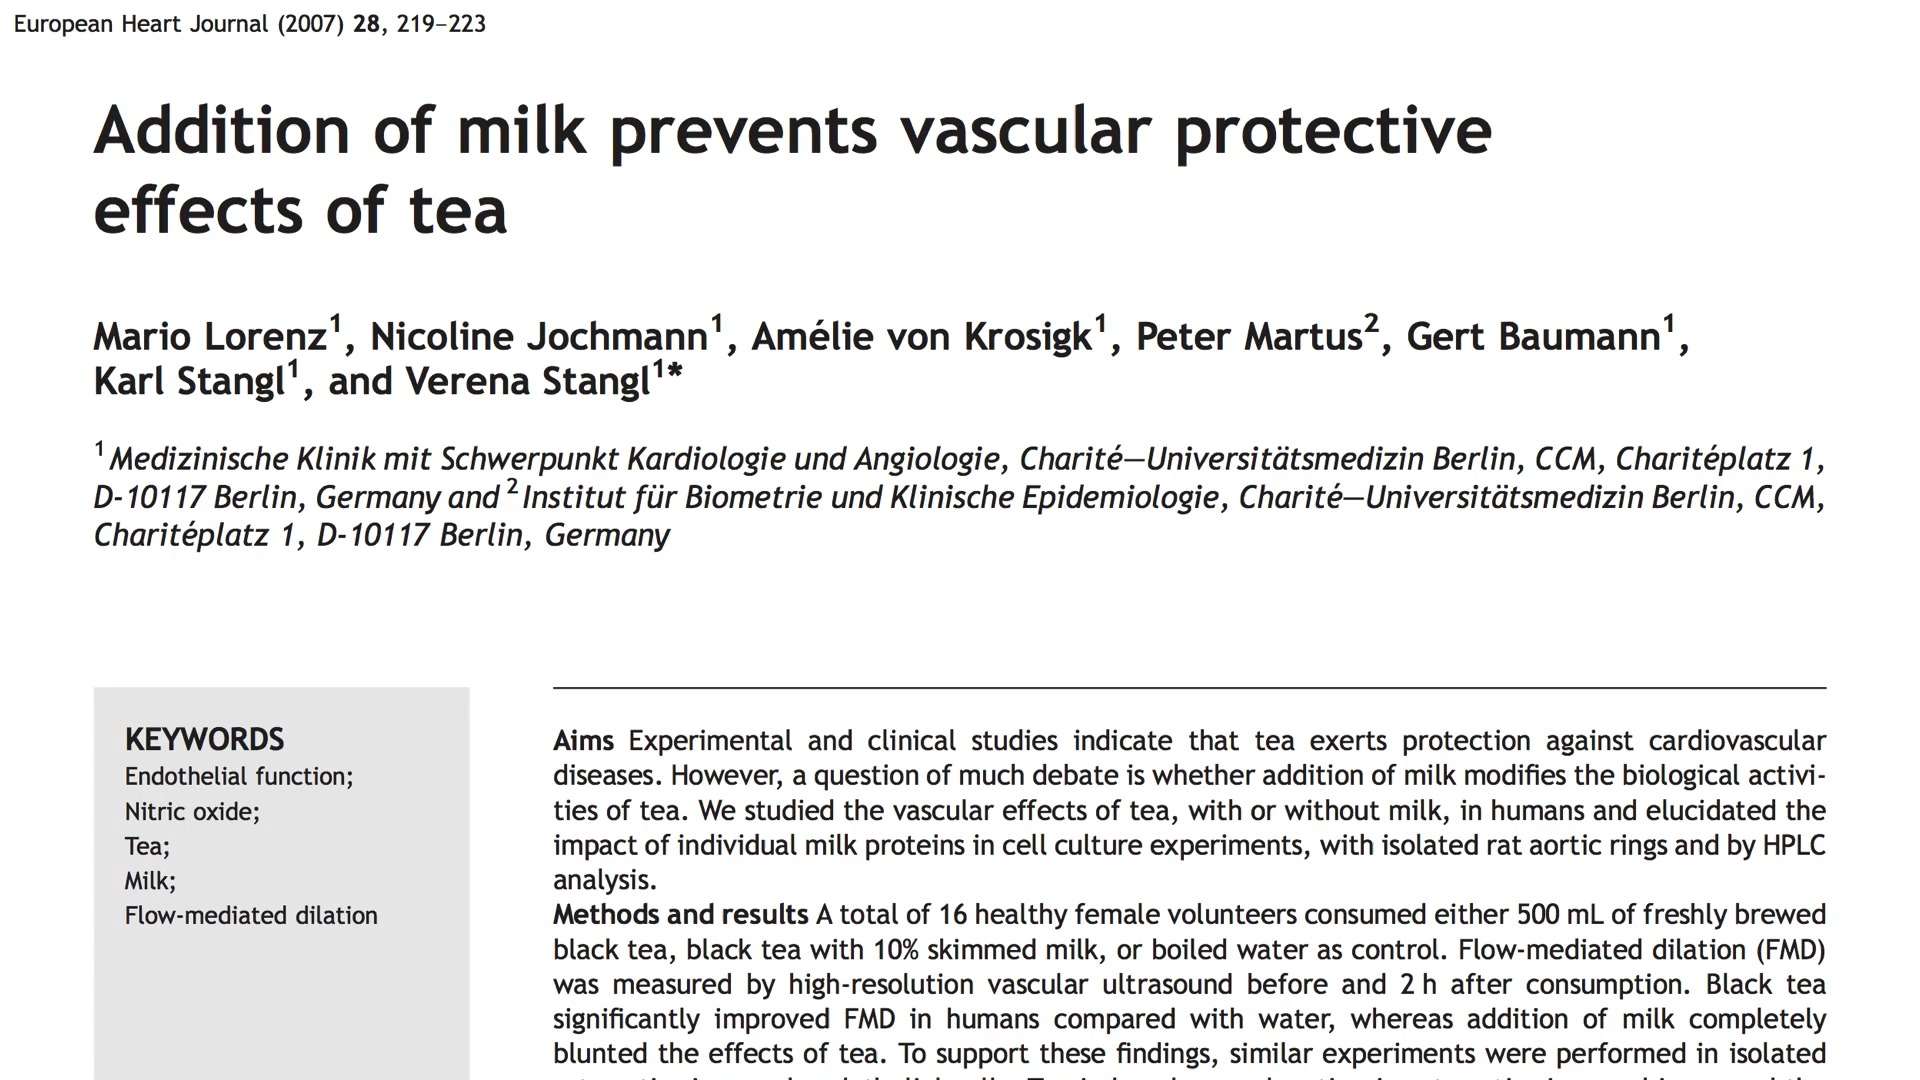 European Heart Journal (2007) 28, 219–223
Addition of milk prevents vascular protective
effects of tea
Mario Lorenz1, Nicoline Jochmann1, Amélie von Krosigk1, Peter Martus2, Gert Baumann1,
Karl Stangl1, and Verena Stangl1*
1 Medizinische Klinik mit Schwerpunkt Kardiologie und Angiologie, Charité—Universitätsmedizin Berlin, CCM, Charitéplatz 1,
D-10117 Berlin, Germany and 2 Institut für Biometrie und Klinische Epidemiologie, Charité—Universitätsmedizin Berlin, CCM,
Charitéplatz 1, D-10117 Berlin, Germany
KEYWORDS
Endothelial function;
Nitric oxide;
Tea;
Milk;
Flow-mediated dilation
Aims Experimental and clinical studies indicate that tea exerts protection against cardiovascular
diseases. However, a question of much debate is whether addition of milk modifies the biological activi-
ties of tea. We studied the vascular effects of tea, with or without milk, in humans and elucidated the
impact of individual milk proteins in cell culture experiments, with isolated rat aortic rings and by HPLC
analysis.
Methods and results A total of 16 healthy female volunteers consumed either 500 mL of freshly brewed
black tea, black tea with 10% skimmed milk, or boiled water as control. Flow-mediated dilation (FMD)
was measured by high-resolution vascular ultrasound before and 2 h after consumption. Black tea
significantly improved FMD in humans compared with water, whereas addition of milk completely
blunted the effects of tea. To support these findings, similar experiments were performed in isolated